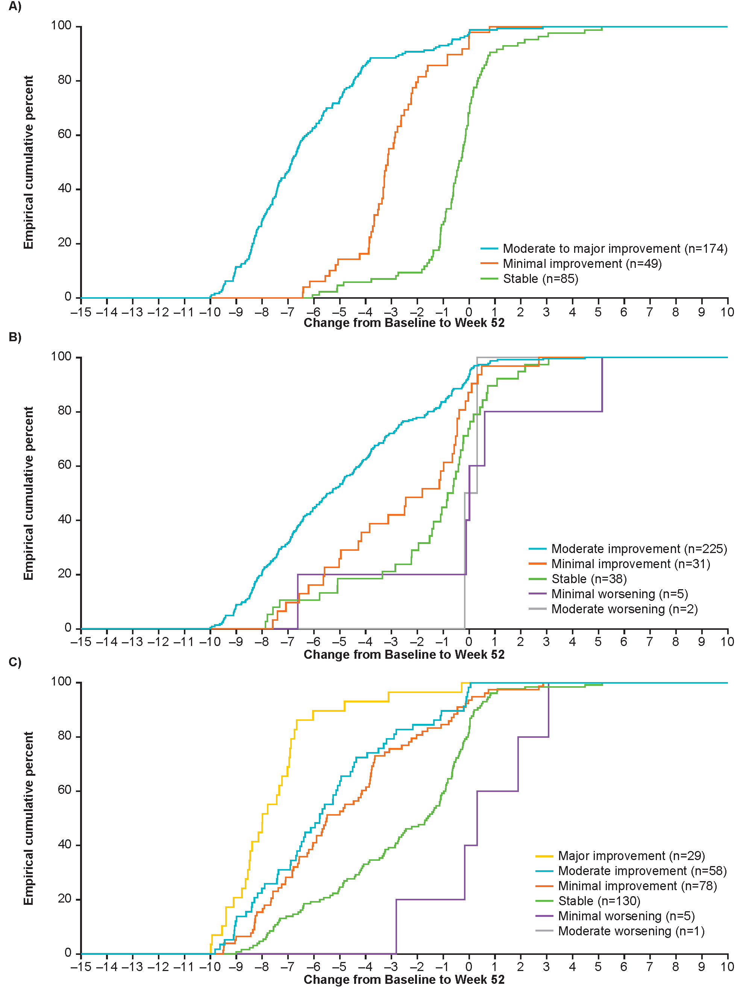 A)
Empirical cumulative percent
100
80
60
40
20
0
Moderate to major improvement (n=174)
Minimal improvement (n=49)
Stable (n=85)
–15 –14 –13 –12 –11 –10 –9 –8 –7 –6 –5 –4 –3 –2 –1 0 1 2 3 4 5 6 7 8 9 10
Change from Baseline to Week 52
B)
Empirical cumulative percent
100
80
60
40
20
0
Moderate improvement (n=225)
Minimal improvement (n=31)
Stable (n=38)
Minimal worsening (n=5)
Moderate worsening (n=2)
–15 –14 –13 –12 –11 –10 –9 –8 –7 –6 –5 –4 –3 –2 –1 0 1 2 3 4 5 6 7 8 9 10
Change from Baseline to Week 52
C)
Empirical cumulative percent
100
80
60
40
20
0
Major improvement (n=29)
Moderate improvement (n=58)
Minimal improvement (n=78)
Stable (n=130)
Minimal worsening (n=5)
Moderate worsening (n=1)
–15 –14 –13 –12 –11 –10 –9 –8 –7 –6 –5 –4 –3 –2 –1 0 1 2 3 4 5 6 7 8 9 10
Change from Baseline to Week 52